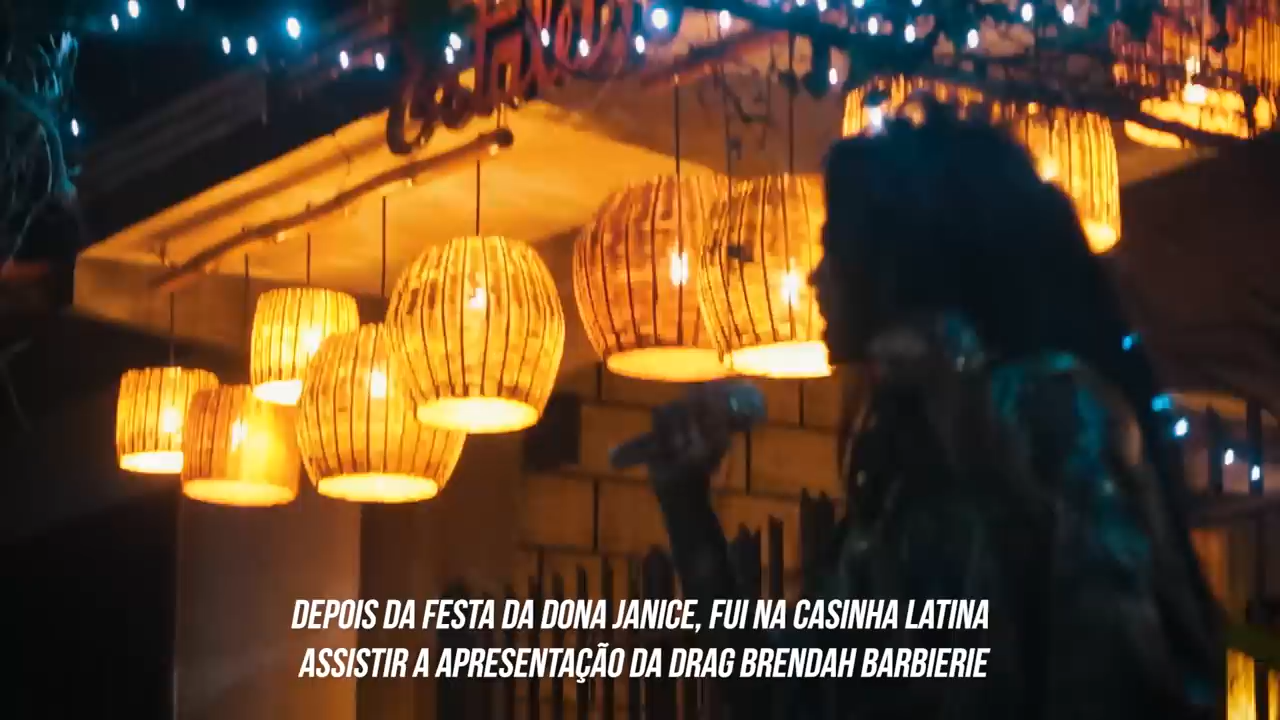 DEPOIS DA FESTA DA DONA JANICE, FUI NA CASINHA LATINA
ASSISTIR A APRESENTAÇÃO DA DRAG BRENDAH BARBIERIE